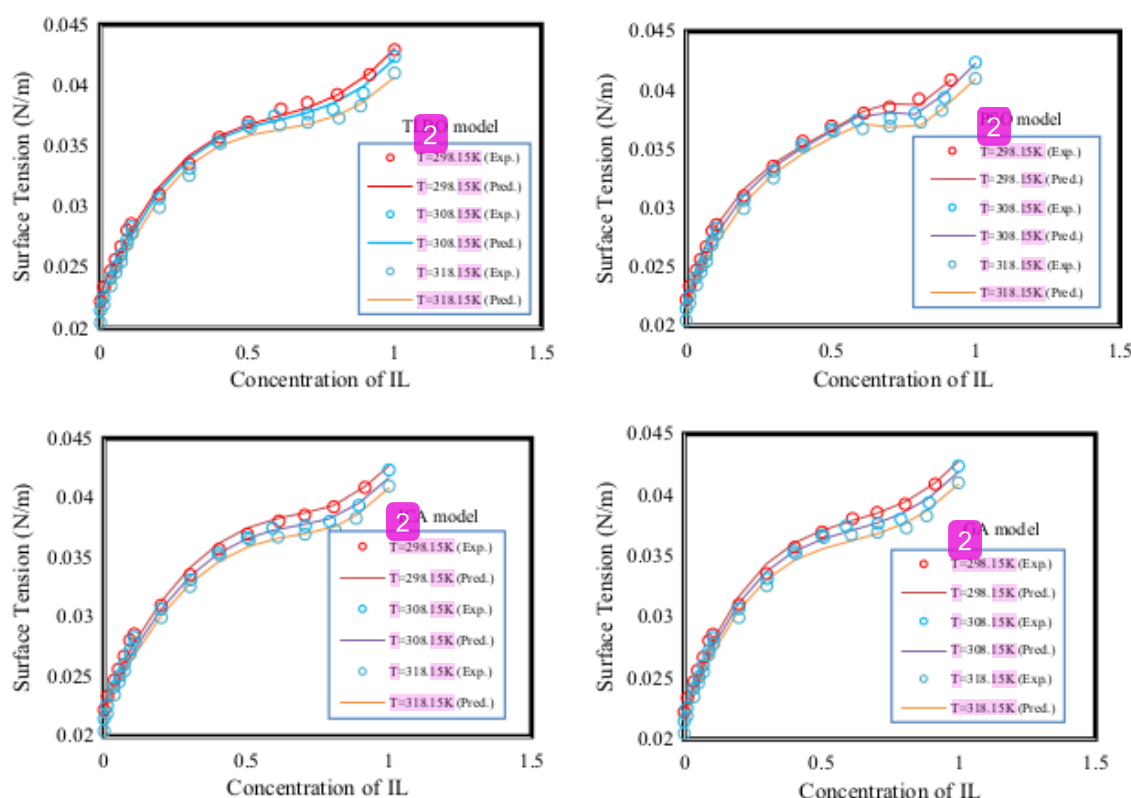 0.045
0.04
0.035
0.03
0.025
0.02
Surface Tension (N/m)
2
model
T=298.15K (Exp.)
T=298.15K (Pred.)
T=308.15K (Exp.)
T=308.15K (Pred.)
T=318.15K (Exp.)
T=318.15K (Pred.)
0 0.5 1 1.5
Concentration of IL
0.045
0.04
0.035
0.03
0.025
0.02
Surface Tension (N/m)
2
model
T=298.15K (Exp.)
T=298.15K (Pred.)
T=308.15K (Exp.)
T=308.15K (Pred.)
T=318.15K (Exp.)
T=318.15K (Pred.)
0 0.5 1 1.5
Concentration of IL
0.045
0.04
0.035
0.03
0.025
0.02
Surface Tension (N/m)
2
model
T=298.15K (Exp.)
T=298.15K (Pred.)
T=308.15K (Exp.)
T=308.15K (Pred.)
T=318.15K (Exp.)
T=318.15K (Pred.)
0 0.5 1 1.5
Concentration of IL
0.045
0.04
0.035
0.03
0.025
0.02
Surface Tension (N/m)
2
GA model
T=298.15K (Exp.)
T=298.15K (Pred.)
T=308.15K (Exp.)
T=308.15K (Pred.)
T=318.15K (Exp.)
T=318.15K (Pred.)
0 0.5 1 1.5
Concentration of IL